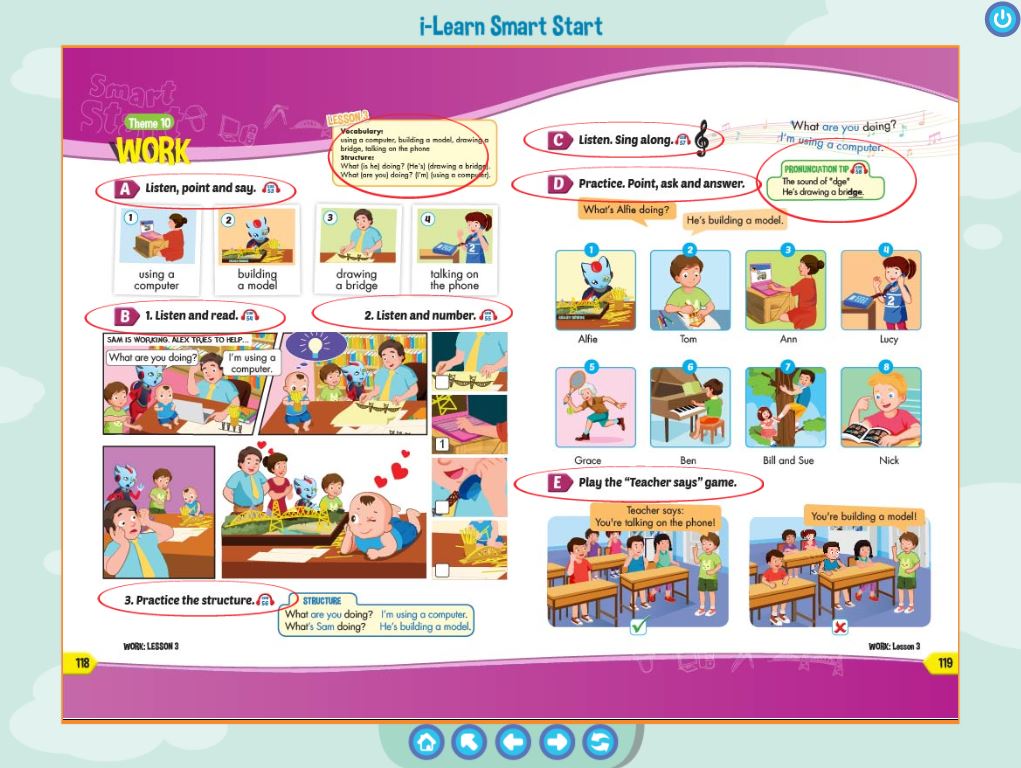 i-Learn Smart Start
Smart
Start
Theme 10
WORK
LESSON 3
Vocabulary:
using a computer, building a model, drawing a
bridge, talking on the phone
Structure:
What (is he) doing? (He's) (drawing a bridge).
What (are you) doing? (I'm) (using a computer).
A Listen, point and say.
1
using a
computer
2
building
a model
3
drawing
a bridge
4
talking on
the phone
B 1. Listen and read.
2. Listen and number.
SAM IS WORKING. ALEX TRIES TO HELP...
What are you doing?
I'm using a
computer.
1
3. Practice the structure.
STRUCTURE
What are you doing? I'm using a computer.
What's Sam doing? He's building a model.
WORK: LESSON 3
118
C Listen. Sing along.
What are you doing?
I'm using a computer.
D Practice. Point, ask and answer.
PRONUNCIATION TIP
The sound of "dge"
He's drawing a bridge.
What's Alfie doing?
He's building a model.
1
Alfie
2
Tom
3
Ann
4
Lucy
5
Grace
6
Ben
7
Bill and Sue
8
Nick
E Play the "Teacher says" game.
Teacher says:
You're talking on the phone!
You're building a model!
WORK: Lesson 3
119